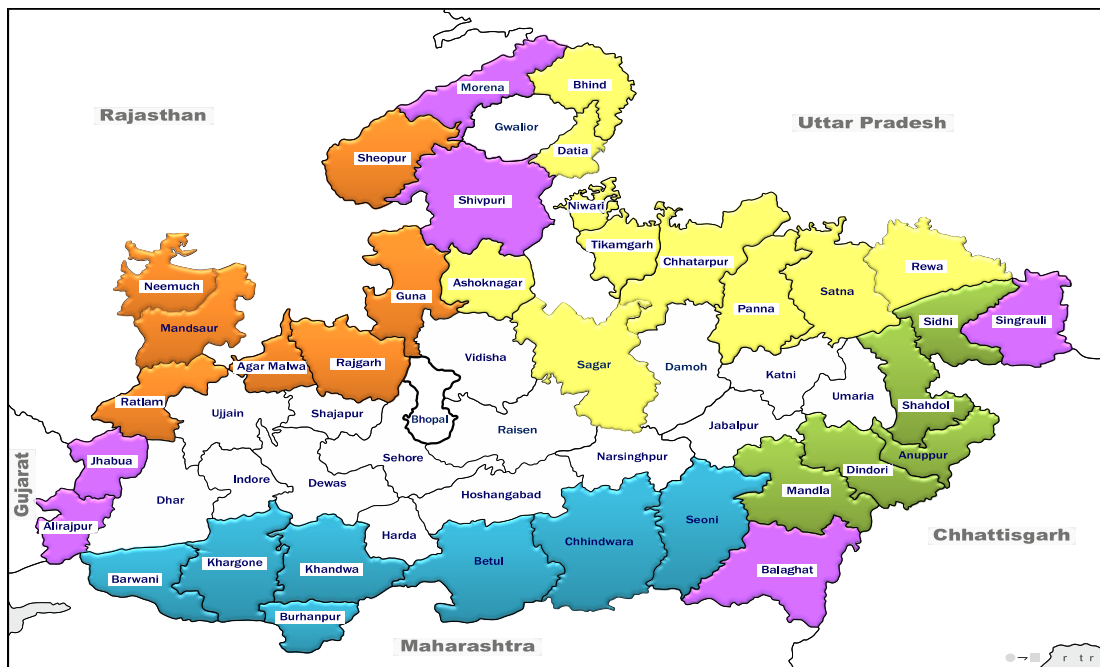 Morena
Bhind
Rajasthan
Uttar Pradesh
Gwalior
Datia
Sheopur
Shivpuri
Niwari
Tikamgarh
Chhatarpur
Rewa
Neemuch
Ashoknagar
Guna
Satna
Panna
Mandsaur
Sidhi
Singrauli
Vidisha
Rajgarh
Agar Malwa
Sagar
Damoh
Katni
Ratlam
Ujjain
Shajapur
Bhopal
Umaria
Shahdol
Raisen
Jabalpur
Anuppur
Jhabua
Sehore
Narsinghpur
Dindori
Gujarat
Indore
Dewas
Mandla
Dhar
Hoshangabad
Alirajpur
Seoni
Harda
Chhindwara
Chhattisgarh
Khargone
Khandwa
Betul
Balaghat
Barwani
Burhanpur
Maharashtra
r t r